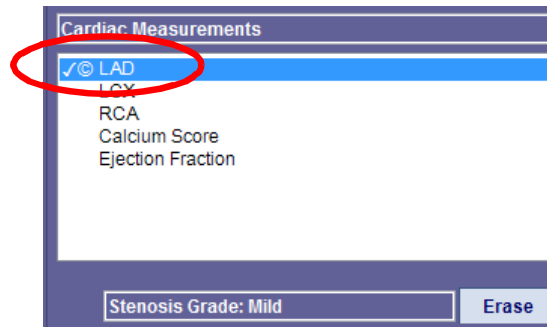 Cardiac Measurements
✓© LAD
LCX
RCA
Calcium Score
Ejection Fraction
Stenosis Grade: Mild
Erase